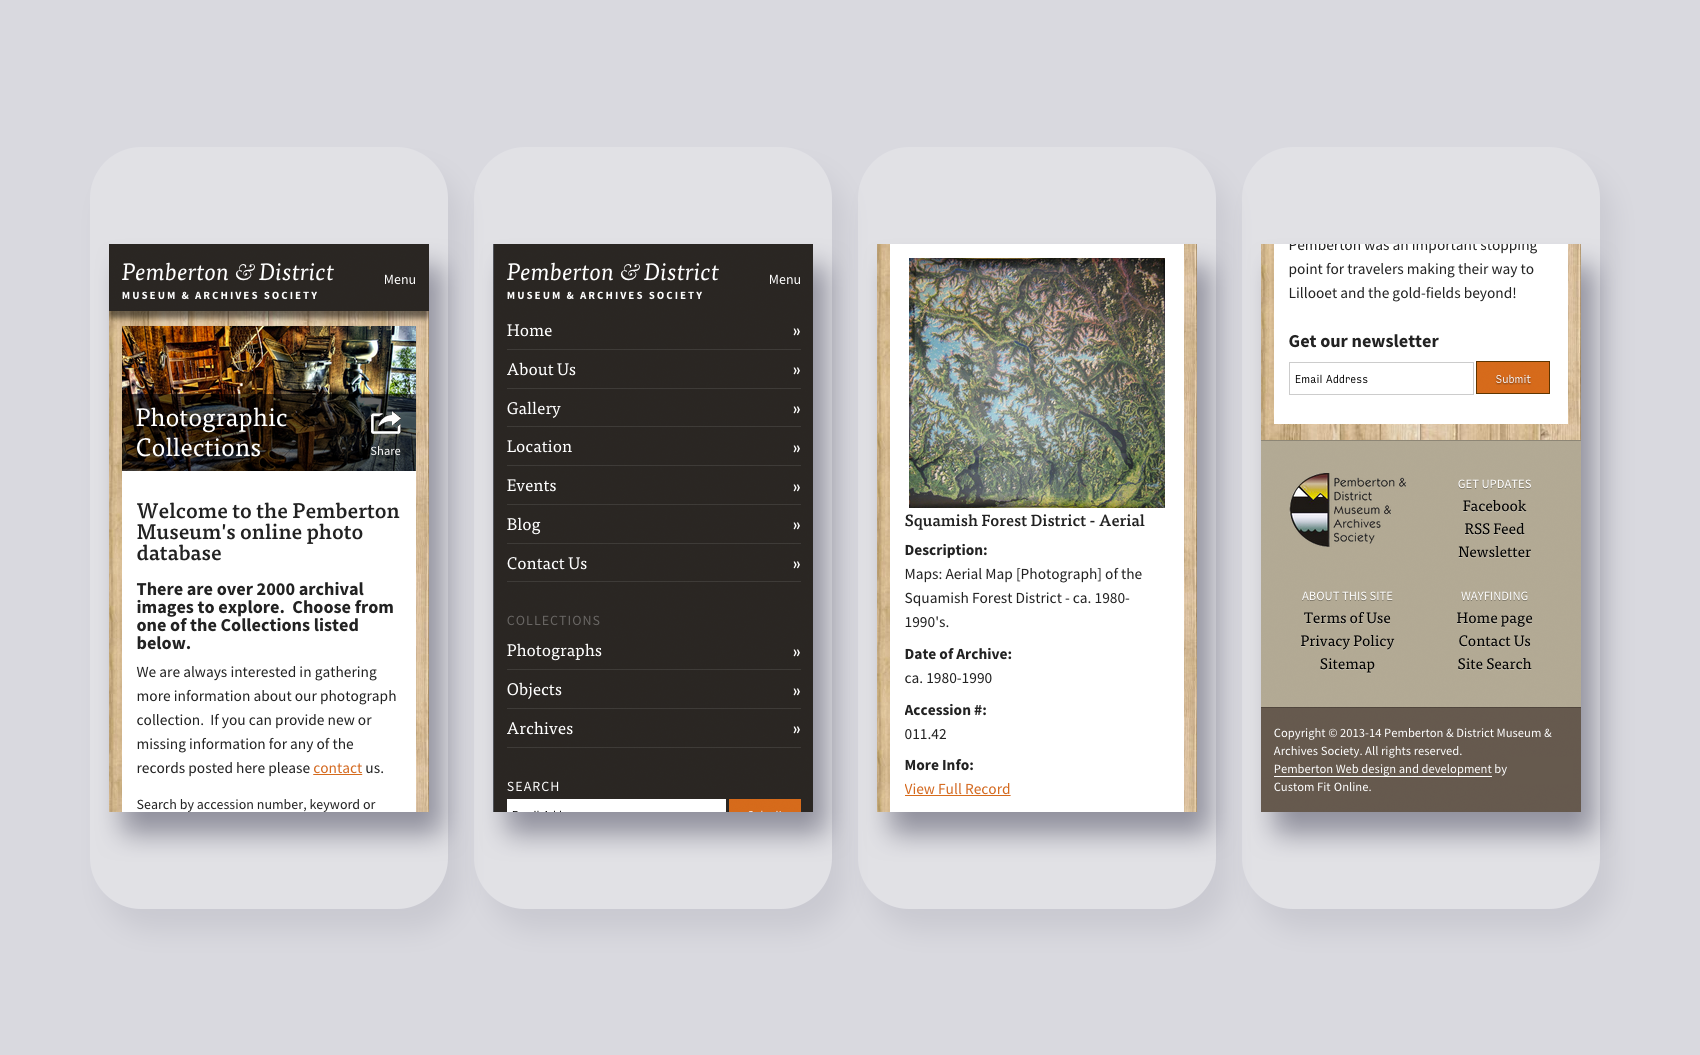 Pemberton & District
MUSEUM & ARCHIVES SOCIETY
Menu
Photographic
Collections
Share
Welcome to the Pemberton
Museum's online photo
database
There are over 2000 archival
images to explore.  Choose from
one of the Collections listed
below.
We are always interested in gathering
more information about our photograph
collection.  If you can provide new or
missing information for any of the
records posted here please contact us.
Search by accession number, keyword or
Pemberton & District
MUSEUM & ARCHIVES SOCIETY
Menu
Home »
About Us »
Gallery »
Location »
Events »
Blog »
Contact Us »
COLLECTIONS
Photographs »
Objects »
Archives »
SEARCH
Squamish Forest District - Aerial
Description:
Maps: Aerial Map [Photograph] of the
Squamish Forest District - ca. 1980-
1990's.
Date of Archive:
ca. 1980-1990
Accession #:
011.42
More Info:
View Full Record
Pemberton was an important stopping
point for travelers making their way to
Lillooet and the gold-fields beyond!
Get our newsletter
Email Address
Submit
Pemberton &
District
Museum &
Archives
Society
GET UPDATES
Facebook
RSS Feed
Newsletter
ABOUT THIS SITE
Terms of Use
Privacy Policy
Sitemap
WAYFINDING
Home page
Contact Us
Site Search
Copyright © 2013-14 Pemberton & District Museum &
Archives Society. All rights reserved.
Pemberton Web design and development by
Custom Fit Online.